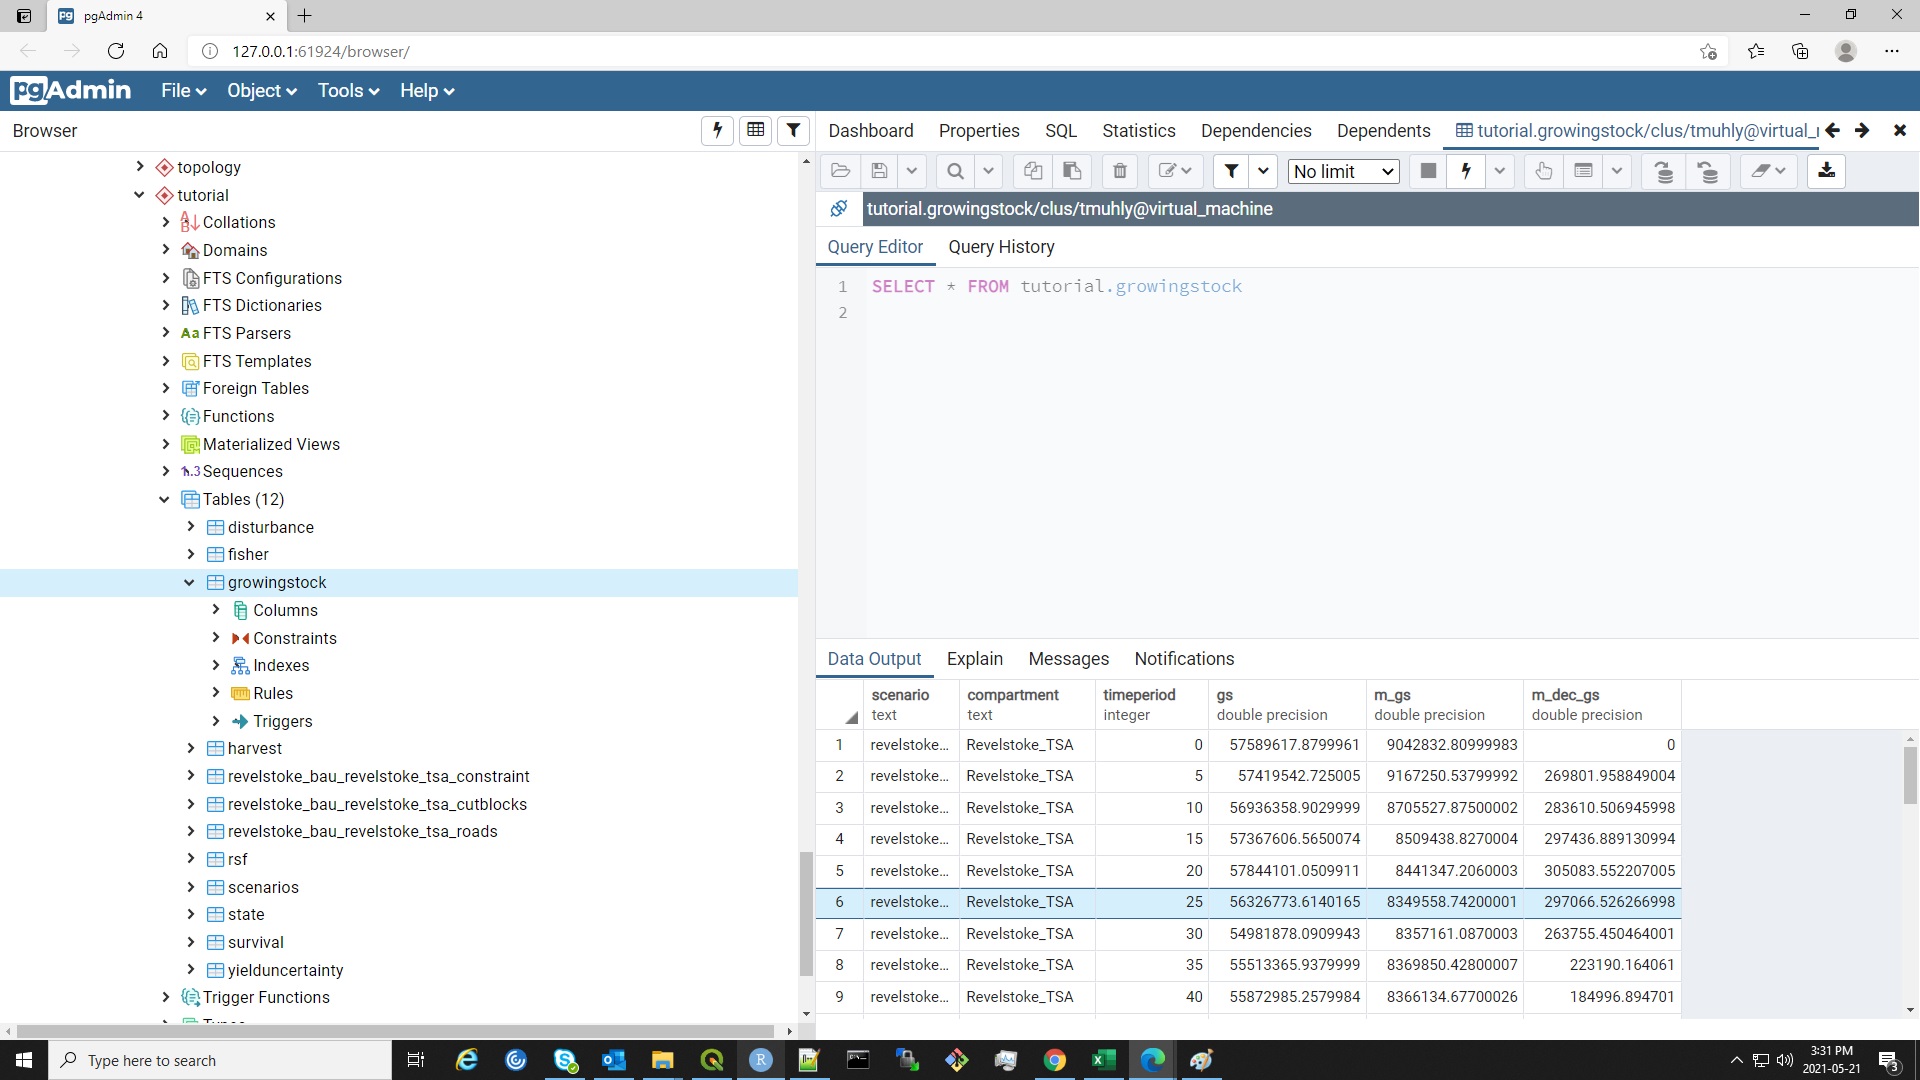 pgAdmin 4
127.0.0.1:61924/browser/
pgAdmin File Object Tools Help
Browser
Dashboard Properties SQL Statistics Dependencies Dependents tutorial.growingstock/clus/tmuhly@virtual_
topology
tutorial
Collations
Domains
FTS Configurations
FTS Dictionaries
Aa FTS Parsers
FTS Templates
Foreign Tables
Functions
Materialized Views
1..3 Sequences
Tables (12)
disturbance
fisher
growingstock
Columns
Constraints
Indexes
Rules
Triggers
harvest
revelstoke_bau_revelstoke_tsa_constraint
revelstoke_bau_revelstoke_tsa_cutblocks
revelstoke_bau_revelstoke_tsa_roads
rsf
scenarios
state
survival
yielduncertainty
Trigger Functions
No limit
tutorial.growingstock/clus/tmuhly@virtual_machine
Query Editor Query History
1 SELECT * FROM tutorial.growingstock
2
Data Output Explain Messages Notifications
scenario compartment timeperiod gs m_gs m_dec_gs
text text integer double precision double precision double precision
1 revelstoke... Revelstoke_TSA 0 57589617.8799961 9042832.80999983 0
2 revelstoke... Revelstoke_TSA 5 57419542.725005 9167250.53799992 269801.958849004
3 revelstoke... Revelstoke_TSA 10 56936358.9029999 8705527.87500002 283610.506945998
4 revelstoke... Revelstoke_TSA 15 57367606.5650074 8509438.8270004 297436.889130994
5 revelstoke... Revelstoke_TSA 20 57844101.0509911 8441347.2060003 305083.552207005
6 revelstoke... Revelstoke_TSA 25 56326773.6140165 8349558.74200001 297066.526266998
7 revelstoke... Revelstoke_TSA 30 54981878.0909943 8357161.0870003 263755.450464001
8 revelstoke... Revelstoke_TSA 35 55513365.9379999 8369850.42800007 223190.164061
9 revelstoke... Revelstoke_TSA 40 55872985.2579984 8366134.67700026 184996.894701
Type here to search
3:31 PM
2021-05-21
3